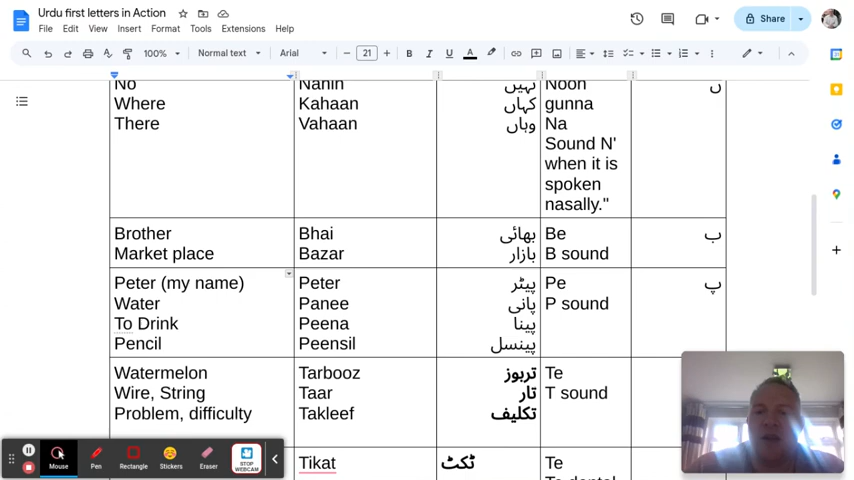 Urdu first letters in Action
File Edit View Insert Format Tools Extensions Help
Share
100% Normal text Arial 21
No Nahin نہیں Noon
Where Kahaan کہاں gunna
There Vahaan وہاں Na
Sound N'
when it is
spoken
nasally."
ں
Brother Bhai بھائی Be ب
Market place Bazar بازار B sound
Peter (my name) Peter پیٹر Pe پ
Water Panee پانی P sound
To Drink Peena پینا
Pencil Peensil پینسل
Watermelon Tarbooz تربوز Te
Wire, String Taar تار T sound
Problem, difficulty Takleef تکلیف
Tikat ٹکٹ Te
Mouse Pen Rectangle Stickers Eraser STOP WEBCAM